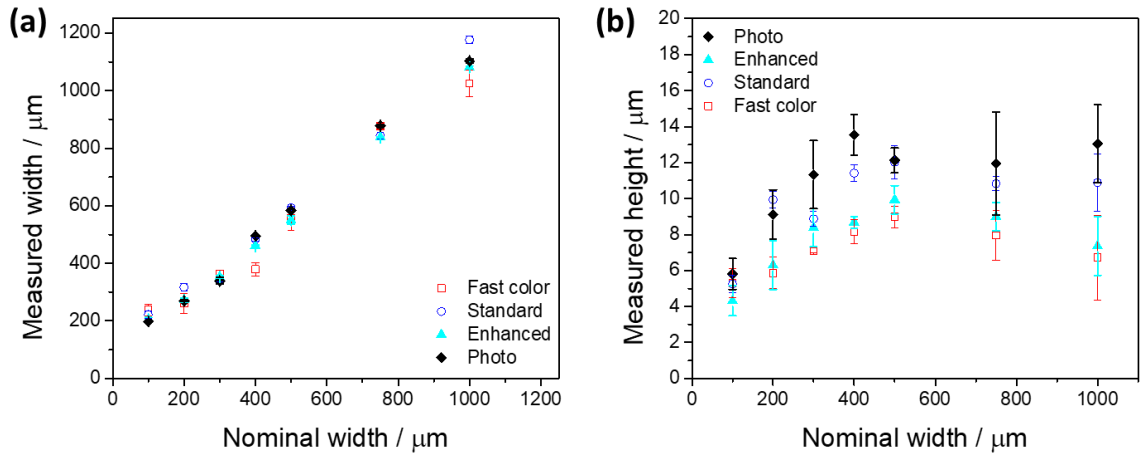 (a)
1200
1000
800
600
400
200
0
Measured width / μm
Fast color
Standard
Enhanced
Photo
0 200 400 600 800 1000 1200
Nominal width / μm
(b)
20
18
16
14
12
10
8
6
4
2
0
Measured height / μm
Photo
Enhanced
Standard
Fast color
0 200 400 600 800 1000
Nominal width / μm